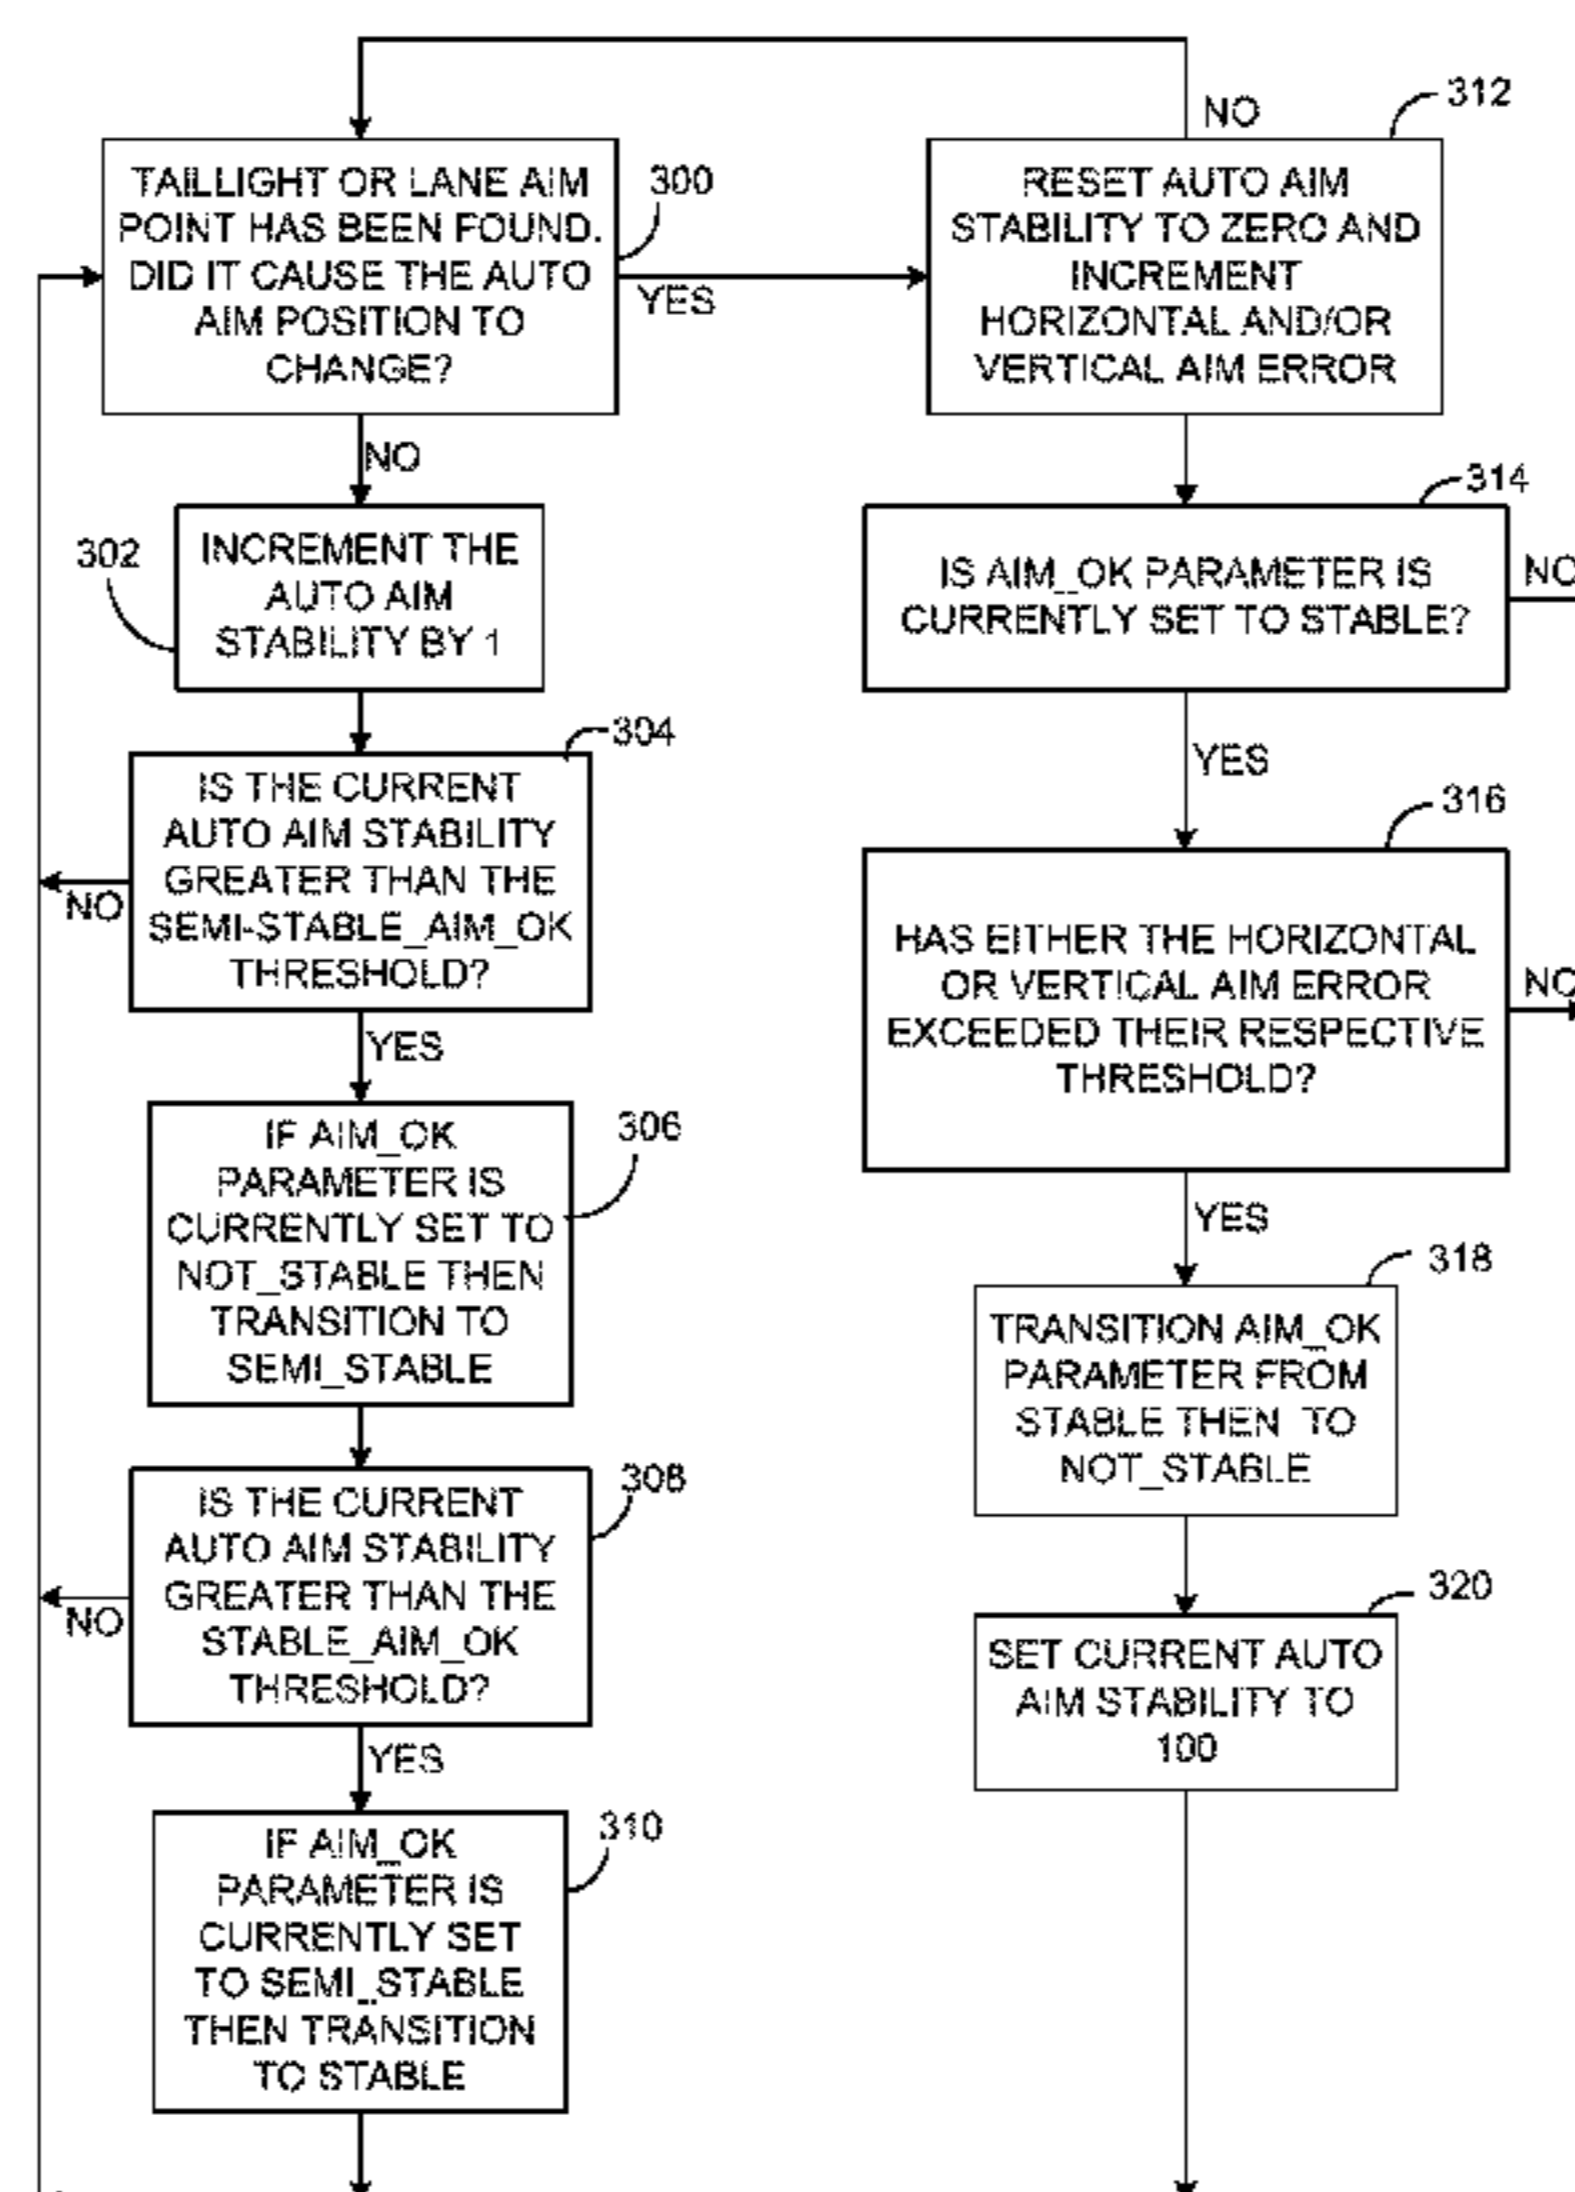 NO
312
TAILLIGHT OR LANE AIM
POINT HAS BEEN FOUND.
DID IT CAUSE THE AUTO
AIM POSITION TO
CHANGE?
300
YES
RESET AUTO AIM
STABILITY TO ZERO AND
INCREMENT
HORIZONTAL AND/OR
VERTICAL AIM ERROR
NO
302
INCREMENT THE
AUTO AIM
STABILITY BY 1
314
IS AIM_OK PARAMETER IS
CURRENTLY SET TO STABLE?
NO
304
IS THE CURRENT
AUTO AIM STABILITY
GREATER THAN THE
SEMI-STABLE_AIM_OK
THRESHOLD?
NO
YES
YES
316
HAS EITHER THE HORIZONTAL
OR VERTICAL AIM ERROR
EXCEEDED THEIR RESPECTIVE
THRESHOLD?
NO
306
IF AIM_OK
PARAMETER IS
CURRENTLY SET TO
NOT_STABLE THEN
TRANSITION TO
SEMI_STABLE
YES
318
TRANSITION AIM_OK
PARAMETER FROM
STABLE THEN TO
NOT_STABLE
308
IS THE CURRENT
AUTO AIM STABILITY
GREATER THAN THE
STABLE_AIM_OK
THRESHOLD?
NO
YES
320
SET CURRENT AUTO
AIM STABILITY TO
100
310
IF AIM_OK
PARAMETER IS
CURRENTLY SET
TO SEMI_STABLE
THEN TRANSITION
TO STABLE